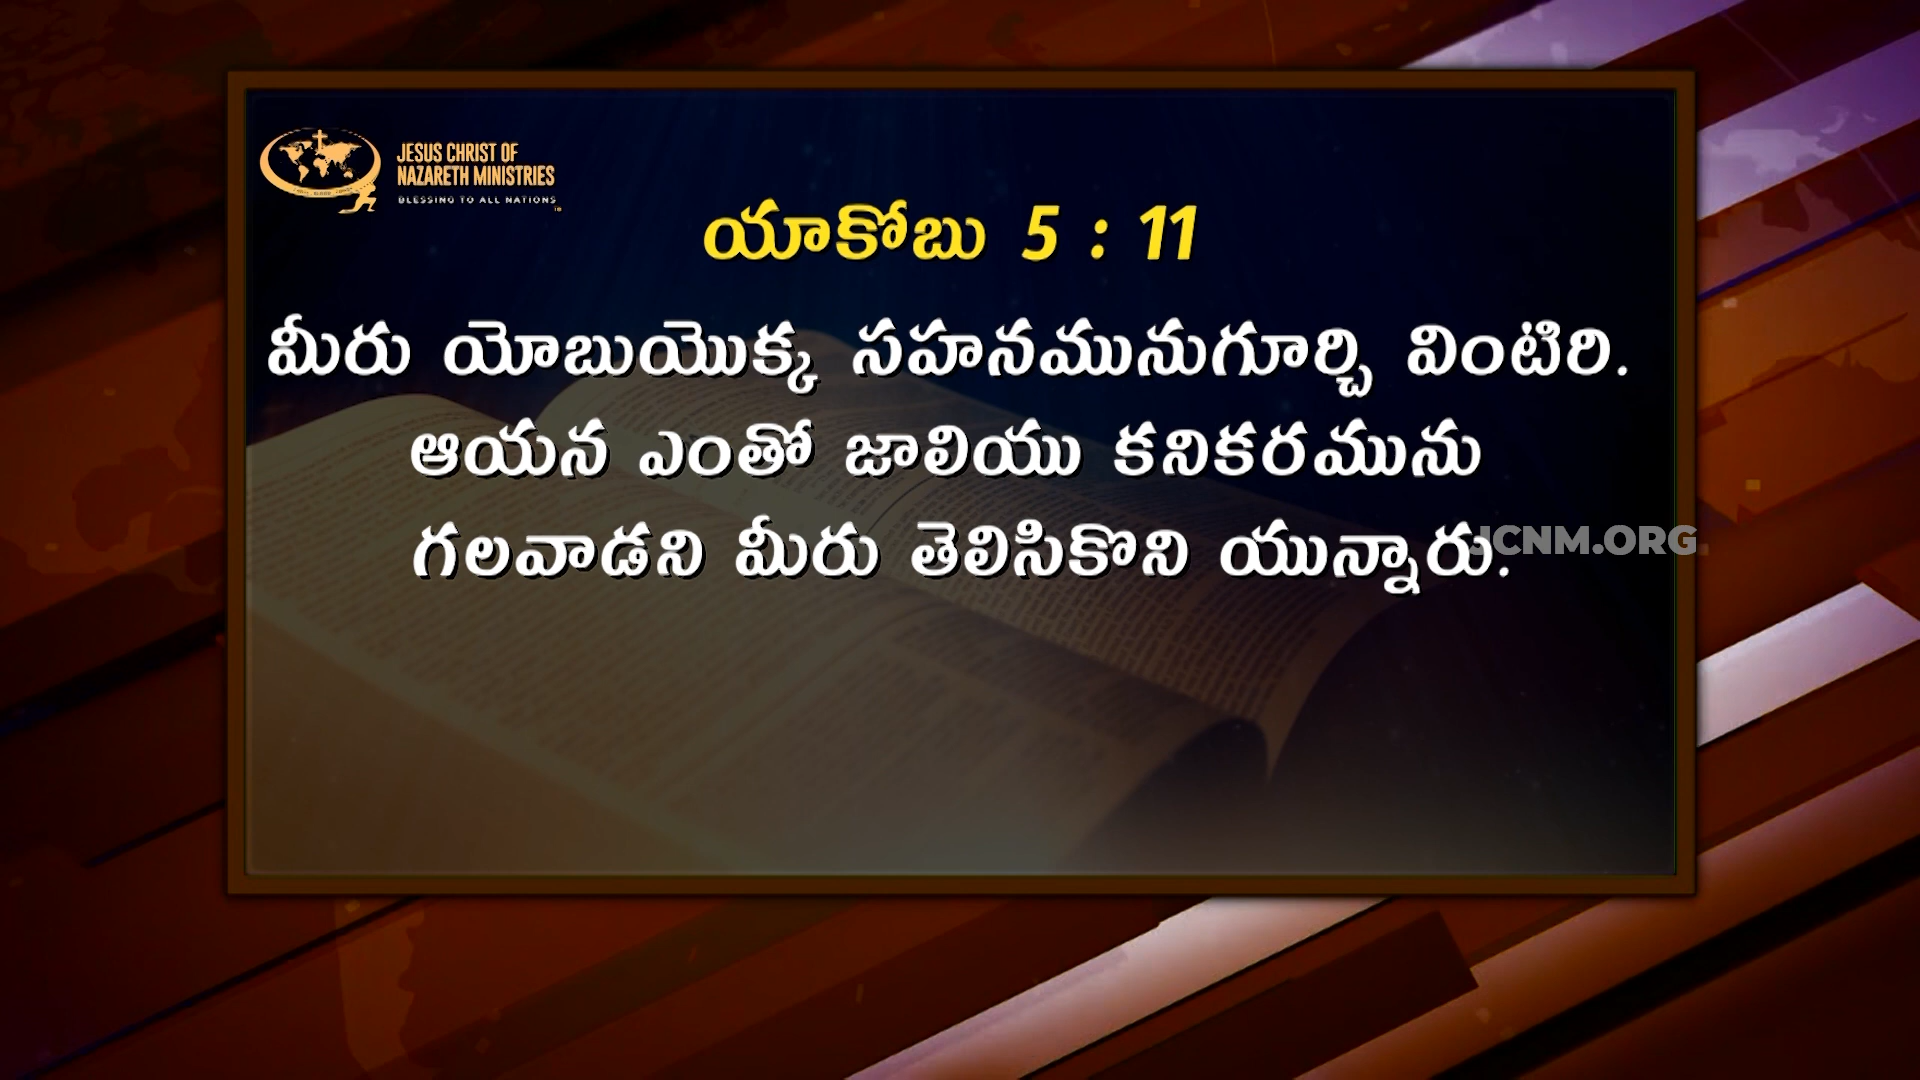 JESUS CHRIST OF
NAZARETH MINISTRIES
BLESSING TO ALL NATIONS
యాకోబు 5 : 11
మీరు యోబుయొక్క సహనమునుగూర్చి వింటిరి.
ఆయన ఎంతో జాలియు కనికరమును
గలవాడని మీరు తెలిసికొని యున్నారు.
JCNM.ORG